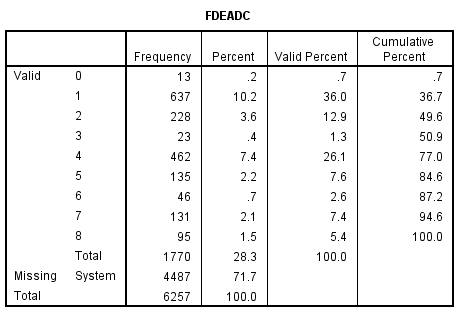 FDEADC
Frequency Percent Valid Percent Cumulative Percent
Valid 0 13 .2 .7 .7
1 637 10.2 36.0 36.7
2 228 3.6 12.9 49.6
3 23 .4 1.3 50.9
4 462 7.4 26.1 77.0
5 135 2.2 7.6 84.6
6 46 .7 2.6 87.2
7 131 2.1 7.4 94.6
8 95 1.5 5.4 100.0
Total 1770 28.3 100.0
Missing System 4487 71.7
Total 6257 100.0